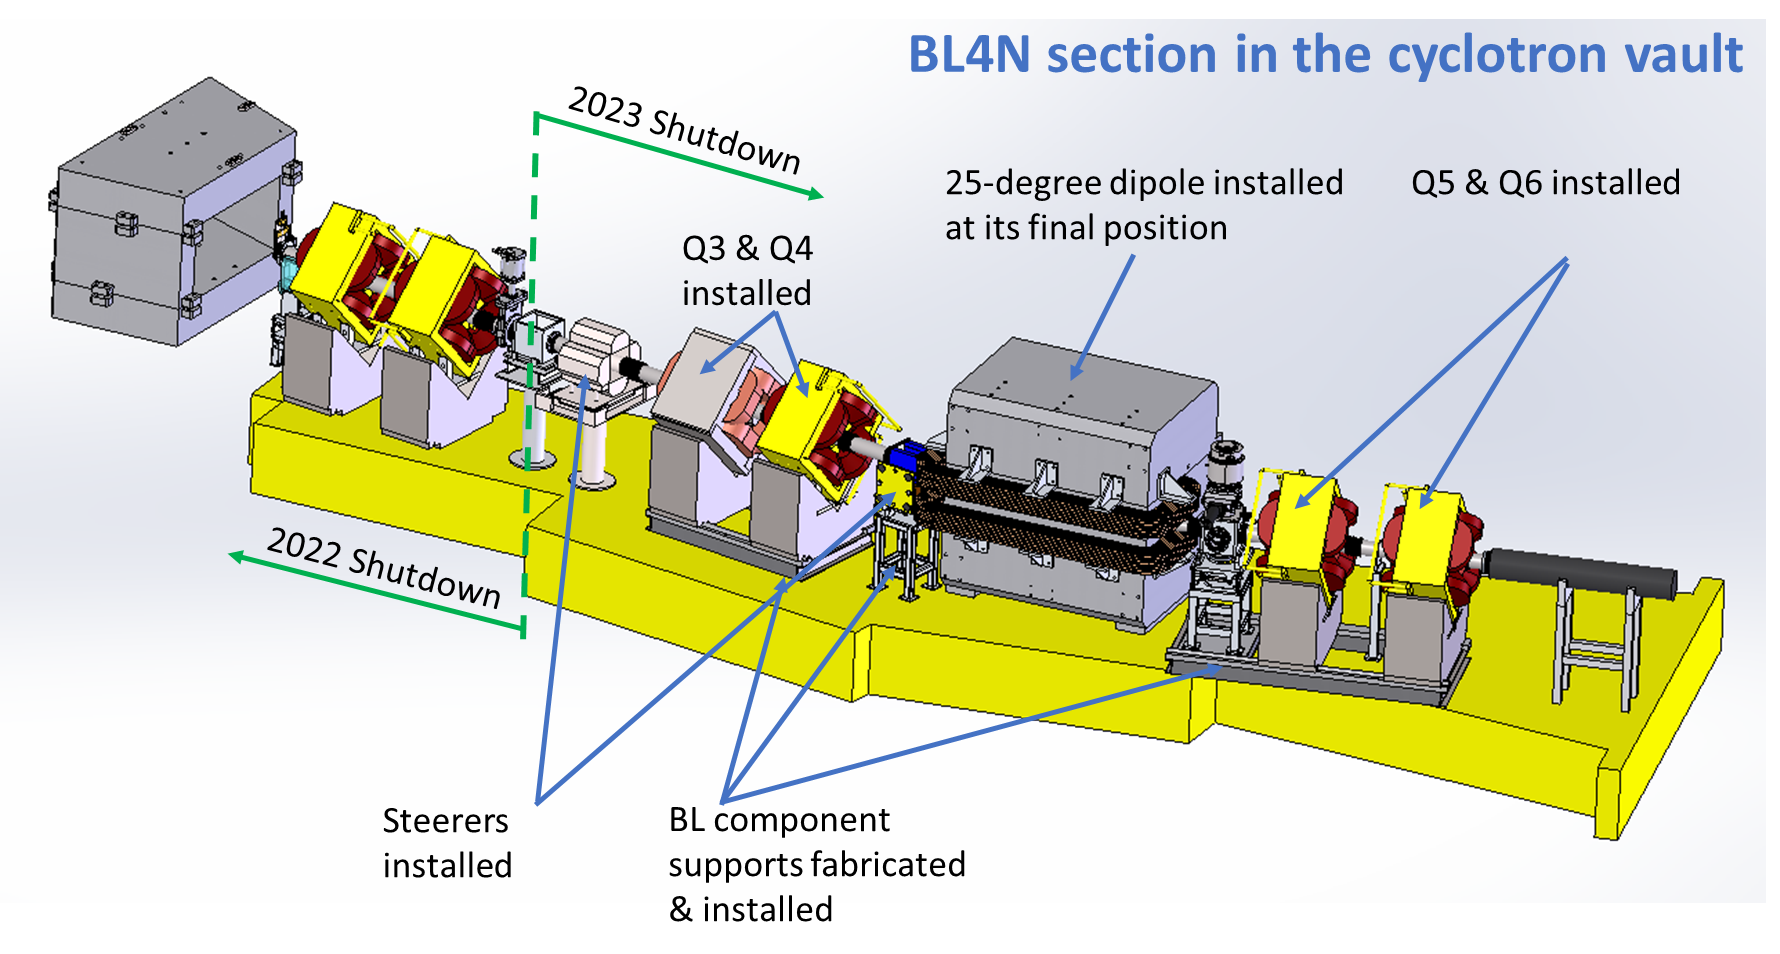 BL4N section in the cyclotron vault
2023 Shutdown
25-degree dipole installed
at its final position
Q5 & Q6 installed
Q3 & Q4
installed
2022 Shutdown
Steerers
installed
BL component
supports fabricated
& installed